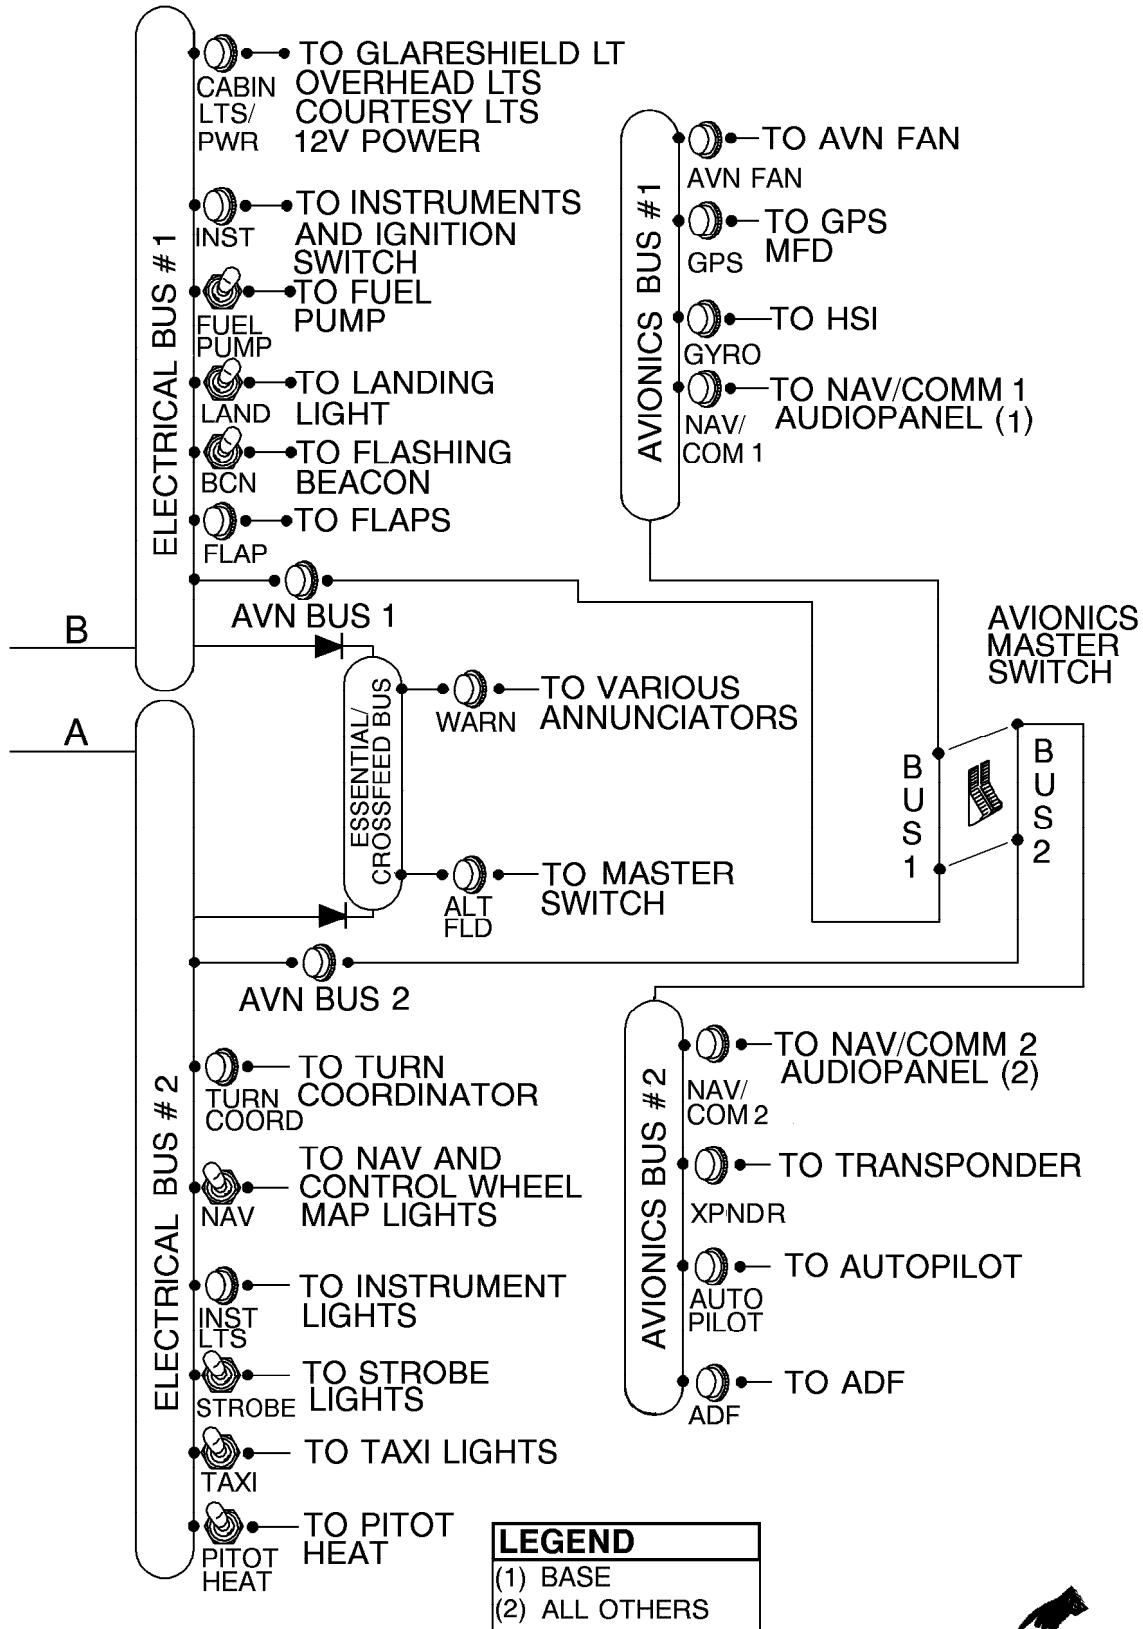 ELECTRICAL BUS # 1
CABIN
LTS/
PWR
TO GLARESHIELD LT
OVERHEAD LTS
COURTESY LTS
12V POWER
INST
TO INSTRUMENTS
AND IGNITION
SWITCH
FUEL
PUMP
TO FUEL
PUMP
LAND
TO LANDING
LIGHT
BCN
TO FLASHING
BEACON
FLAP
TO FLAPS
AVN BUS 1
B
A
ESSENTIAL/
CROSSFEED BUS
WARN
TO VARIOUS
ANNUNCIATORS
ALT
FLD
TO MASTER
SWITCH
AVIONICS BUS #1
AVN FAN
TO AVN FAN
GPS
TO GPS
MFD
GYRO
TO HSI
NAV/
COM 1
TO NAV/COMM 1
AUDIOPANEL (1)
AVIONICS
MASTER
SWITCH
BUS 1
BUS 2
ELECTRICAL BUS # 2
AVN BUS 2
TURN
COORD
TO TURN
COORDINATOR
NAV
TO NAV AND
CONTROL WHEEL
MAP LIGHTS
INST
LTS
TO INSTRUMENT
LIGHTS
STROBE
TO STROBE
LIGHTS
TAXI
TO TAXI LIGHTS
PITOT
HEAT
TO PITOT
HEAT
AVIONICS BUS #2
NAV/
COM 2
TO NAV/COMM 2
AUDIOPANEL (2)
XPNDR
TO TRANSPONDER
AUTO
PILOT
TO AUTOPILOT
ADF
TO ADF
LEGEND
(1) BASE
(2) ALL OTHERS